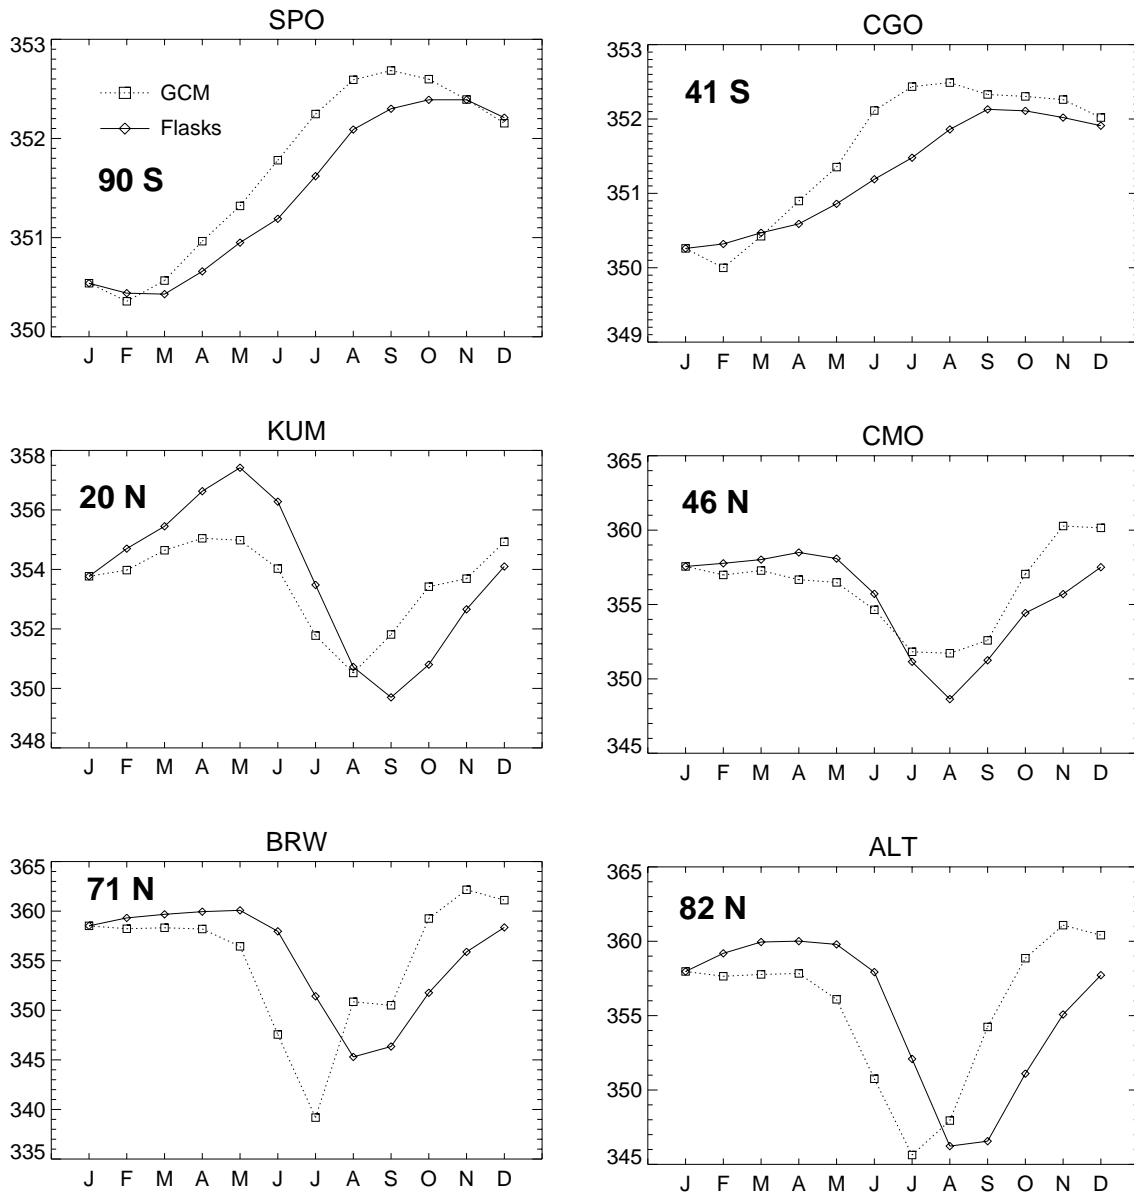 SPO
353
352
351
350
GCM
Flasks
90 S
J F M A M J J A S O N D
CGO
353
352
351
350
349
41 S
J F M A M J J A S O N D
KUM
358
356
354
352
350
348
20 N
J F M A M J J A S O N D
CMO
365
360
355
350
345
46 N
J F M A M J J A S O N D
BRW
365
360
355
350
345
340
335
71 N
J F M A M J J A S O N D
ALT
365
360
355
350
345
82 N
J F M A M J J A S O N D